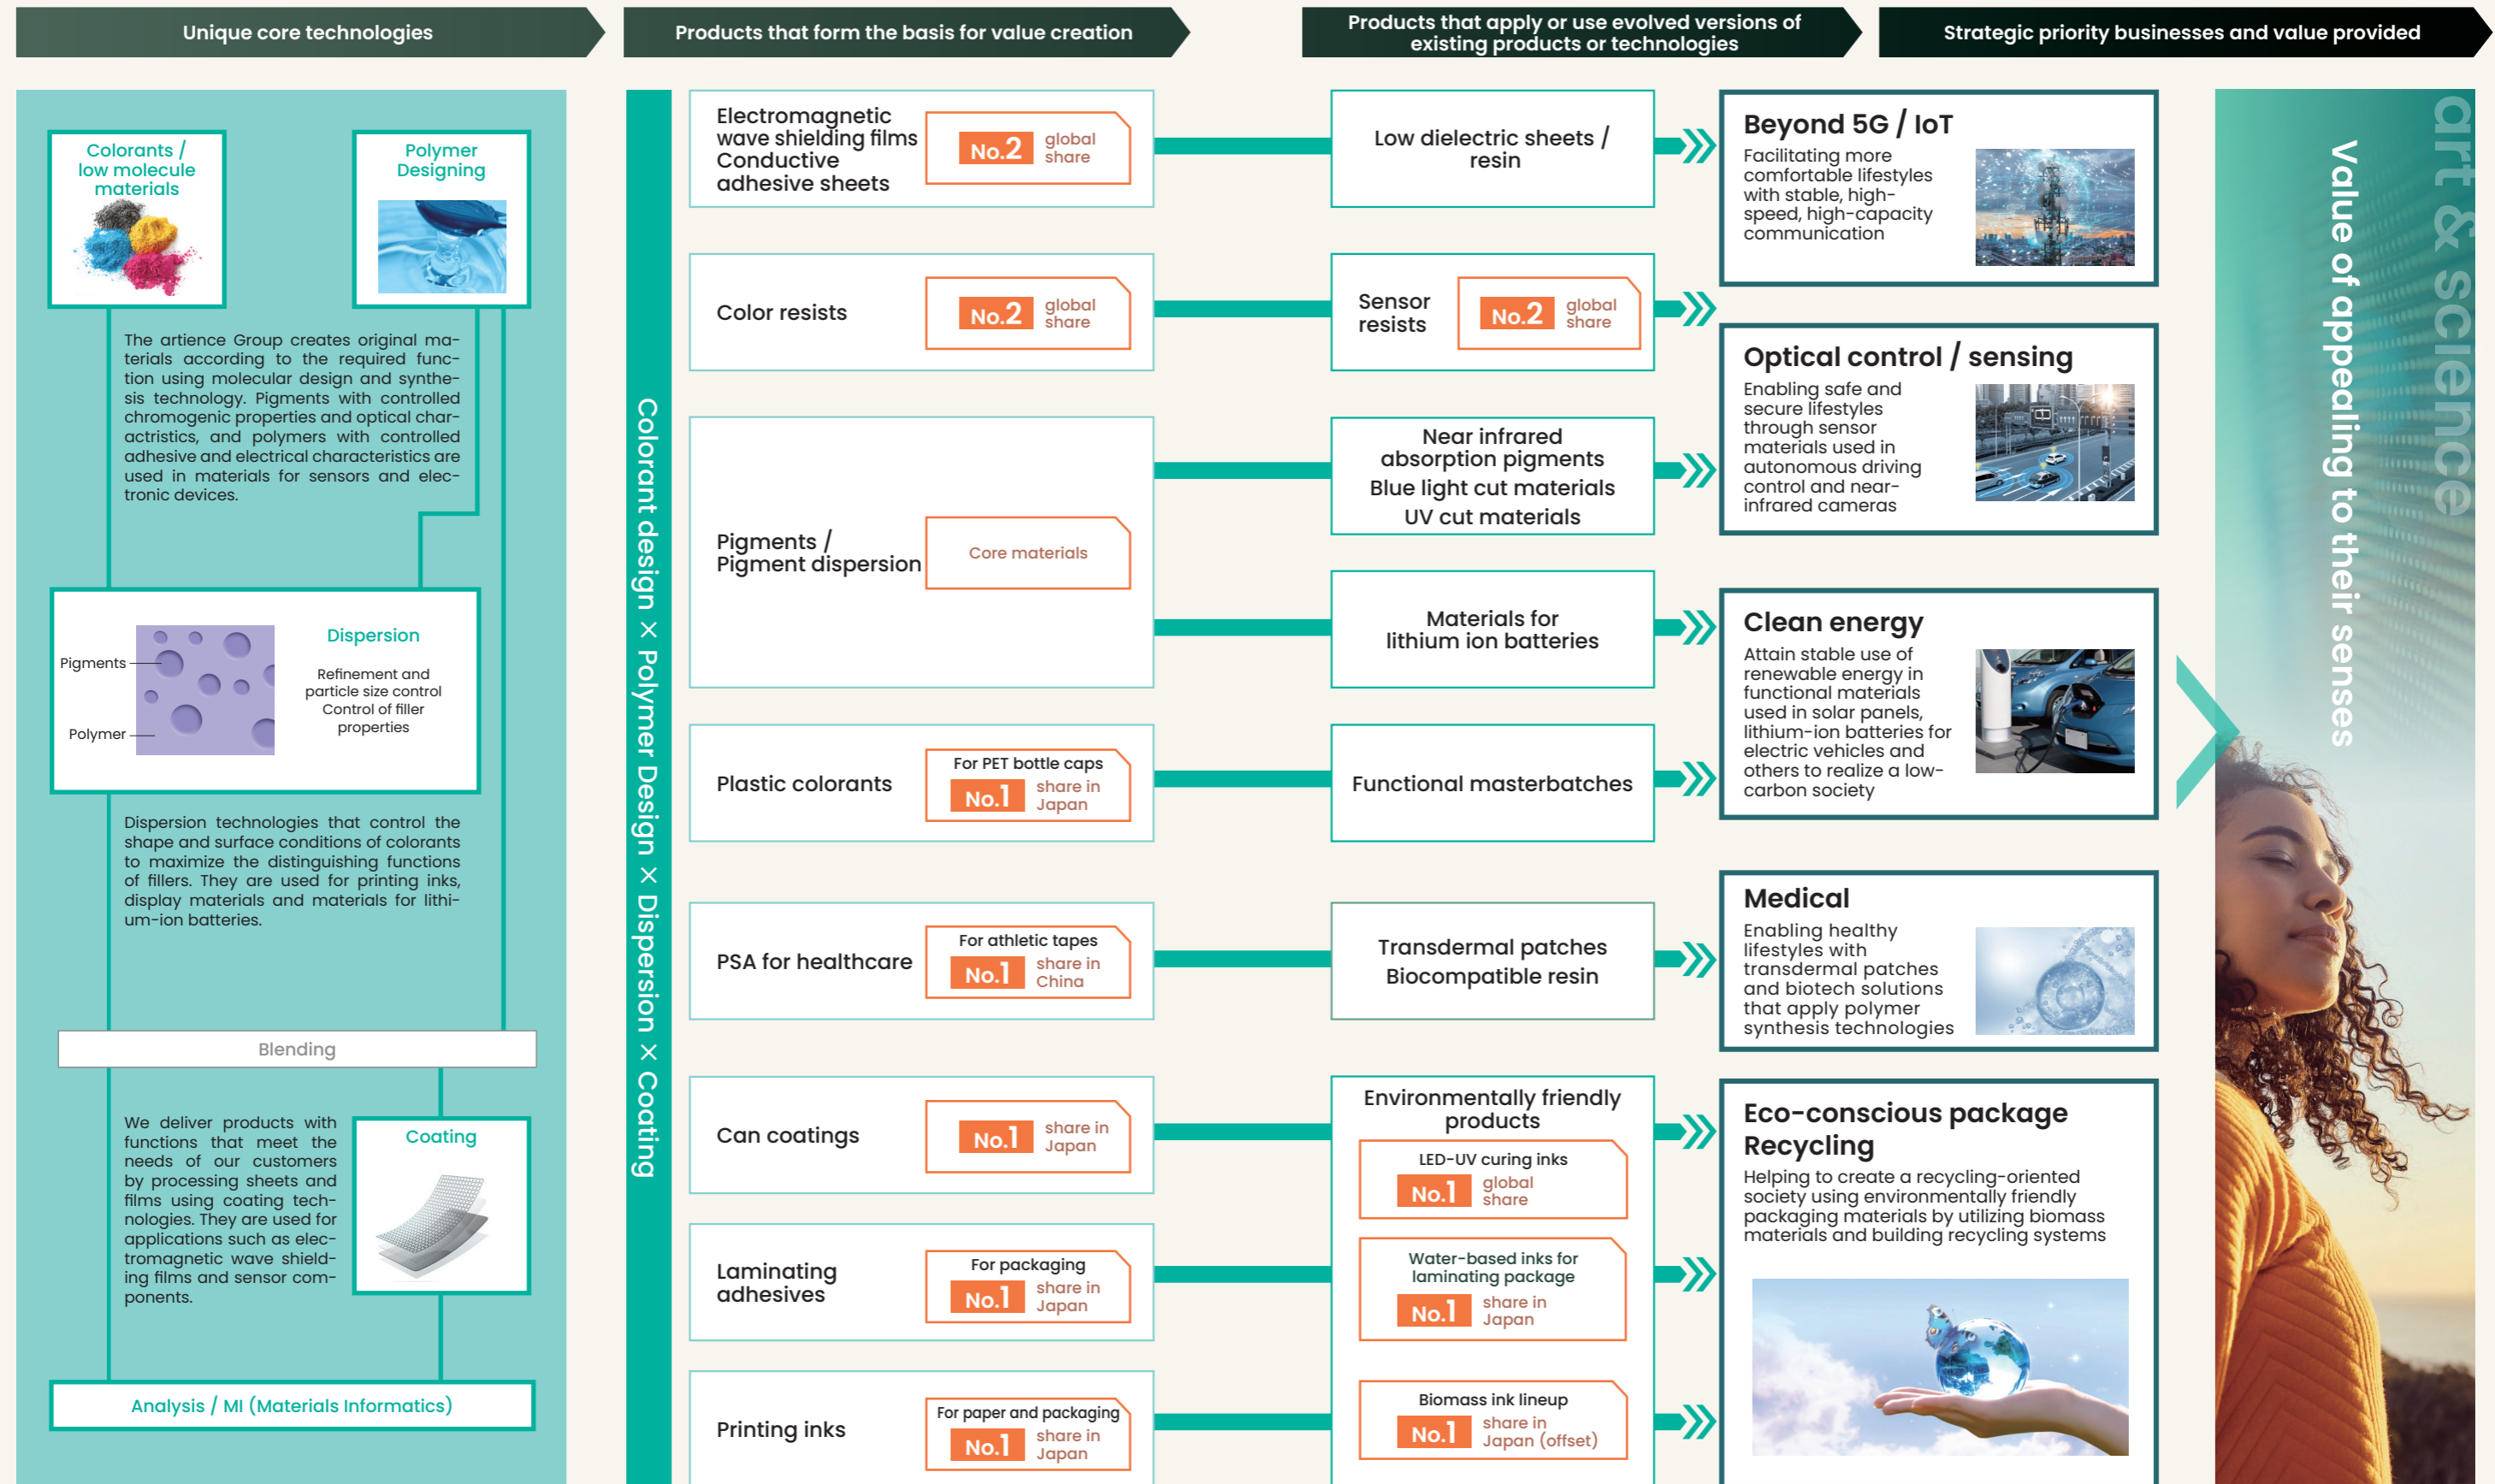 Unique core technologies
Products that form the basis for value creation
Products that apply or use evolved versions of
existing products or technologies
Strategic priority businesses and value provided
Colorants /
low molecule
materials
Polymer
Designing
The artience Group creates original ma-
terials according to the required func-
tion using molecular design and synthe-
sis technology. Pigments with controlled
chromogenic properties and optical char-
actristics, and polymers with controlled
adhesive and electrical characteristics are
used in materials for sensors and elec-
tronic devices.
Pigments
Polymer
Dispersion
Refinement and
particle size control
Control of filler
properties
Dispersion technologies that control the
shape and surface conditions of colorants
to maximize the distinguishing functions
of fillers. They are used for printing inks,
display materials and materials for lithi-
um-ion batteries.
Blending
We deliver products with
functions that meet the
needs of our customers
by processing sheets and
films using coating tech-
nologies. They are used for
applications such as elec-
tromagnetic wave shield-
ing films and sensor com-
ponents.
Coating
Analysis / MI (Materials Informatics)
Colorant design × Polymer Design × Dispersion × Coating
Electromagnetic
wave shielding films
Conductive
adhesive sheets
No.2 global
share
Color resists
No.2 global
share
Pigments /
Pigment dispersion
Core materials
Plastic colorants
For PET bottle caps
No.1 share in
Japan
PSA for healthcare
For athletic tapes
No.1 share in
China
Can coatings
No.1 share in
Japan
Laminating
adhesives
For packaging
No.1 share in
Japan
Printing inks
For paper and packaging
No.1 share in
Japan
Low dielectric sheets /
resin
Sensor
resists
No.2 global
share
Near infrared
absorption pigments
Blue light cut materials
UV cut materials
Materials for
lithium ion batteries
Functional masterbatches
Transdermal patches
Biocompatible resin
Environmentally friendly
products
LED-UV curing inks
No.1 global
share
Water-based inks for
laminating package
No.1 share in
Japan
Biomass ink lineup
No.1 share in
Japan (offset)
Beyond 5G / IoT
Facilitating more
comfortable lifestyles
with stable, high-
speed, high-capacity
communication
Optical control / sensing
Enabling safe and
secure lifestyles
through sensor
materials used in
autonomous driving
control and near-
infrared cameras
Clean energy
Attain stable use of
renewable energy in
functional materials
used in solar panels,
lithium-ion batteries for
electric vehicles and
others to realize a low-
carbon society
Medical
Enabling healthy
lifestyles with
transdermal patches
and biotech solutions
that apply polymer
synthesis technologies
Eco-conscious package
Recycling
Helping to create a recycling-oriented
society using environmentally friendly
packaging materials by utilizing biomass
materials and building recycling systems
art & science
Value of appealing to their senses